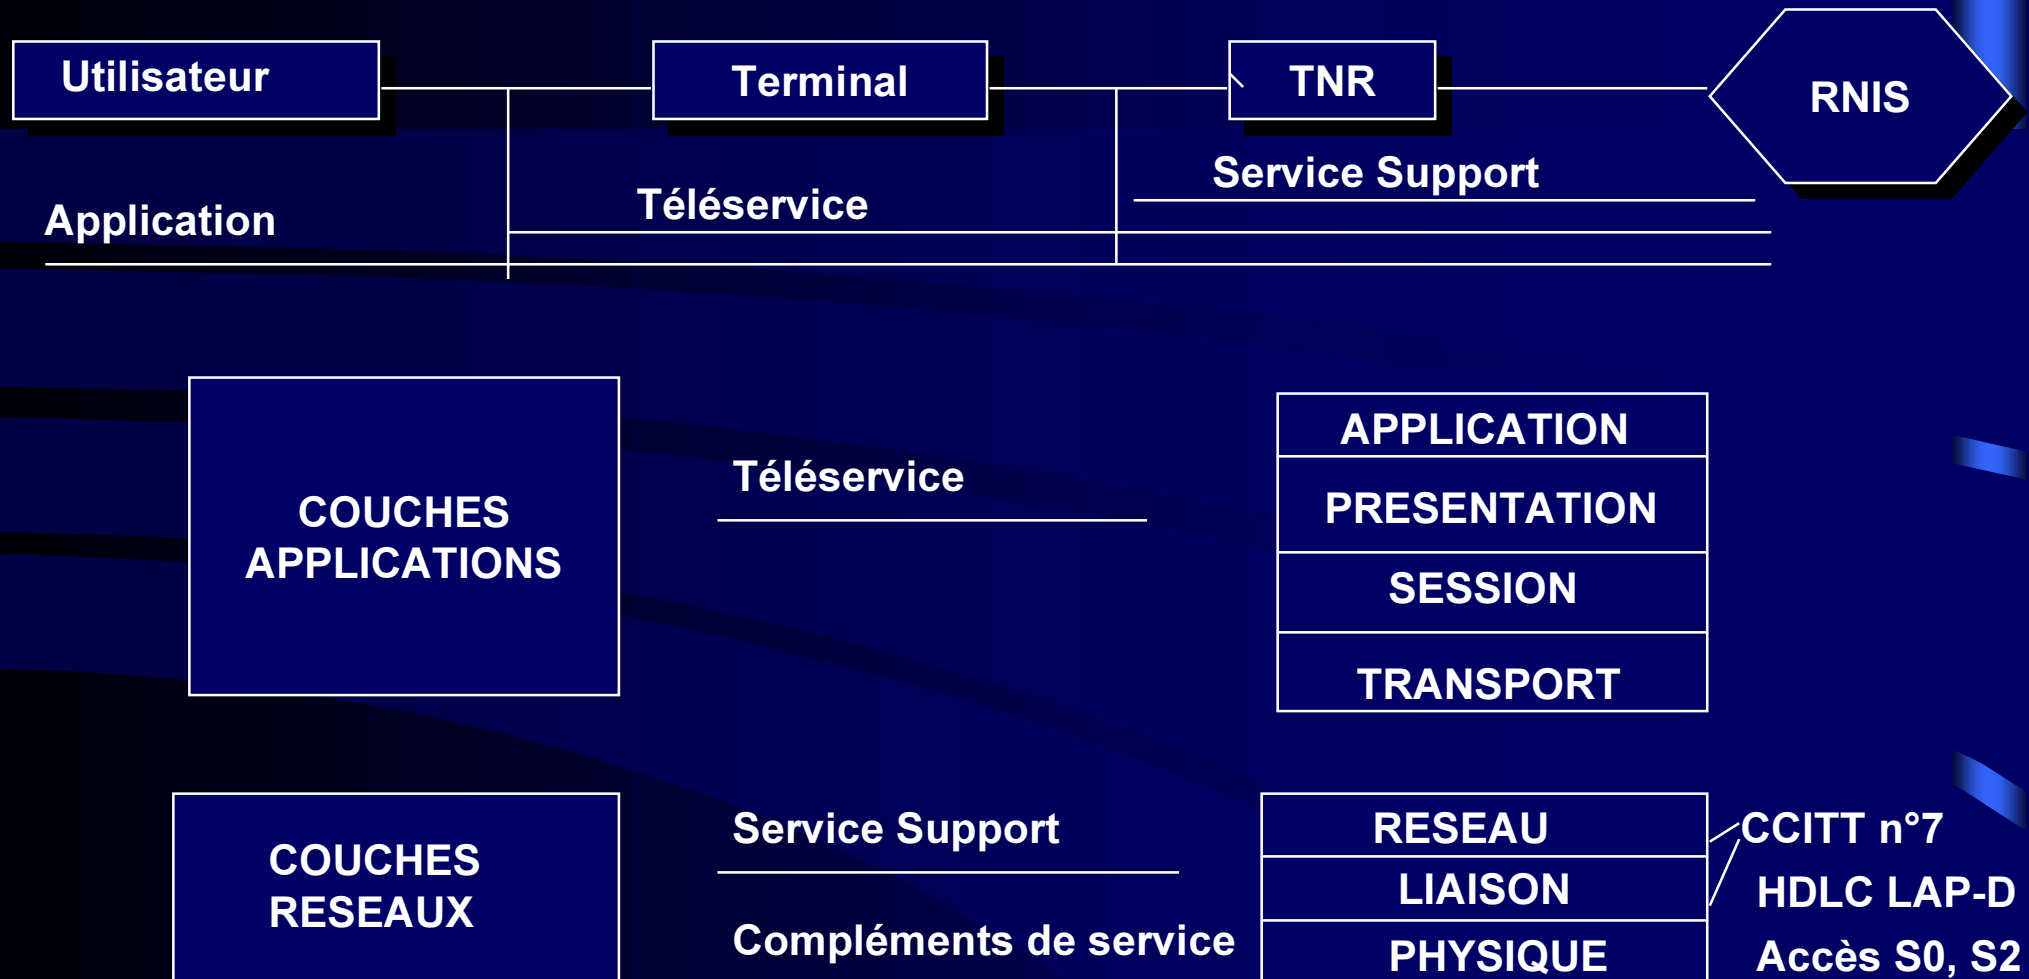 Utilisateur
Terminal
TNR
RNIS
Service Support
Téléservice
Application
COUCHES
APPLICATIONS
Téléservice
APPLICATION
PRESENTATION
SESSION
TRANSPORT
COUCHES
RESEAUX
Service Support
Compléments de service
RESEAU
LIAISON
PHYSIQUE
CCITT n°7
HDLC LAP-D
Accès S0, S2